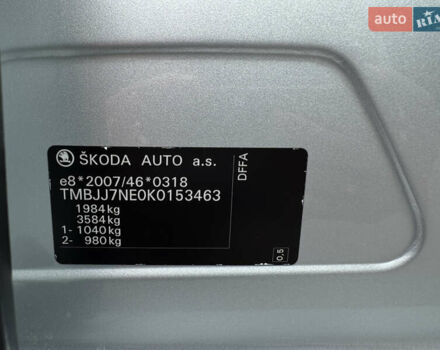 auto RIA
ŠKODA AUTO a.s.
DFFA
e8*2007/46*0318
TMBJJ7NE0K0153463
1984kg
3584kg
1- 1040kg
2- 980kg
0.5